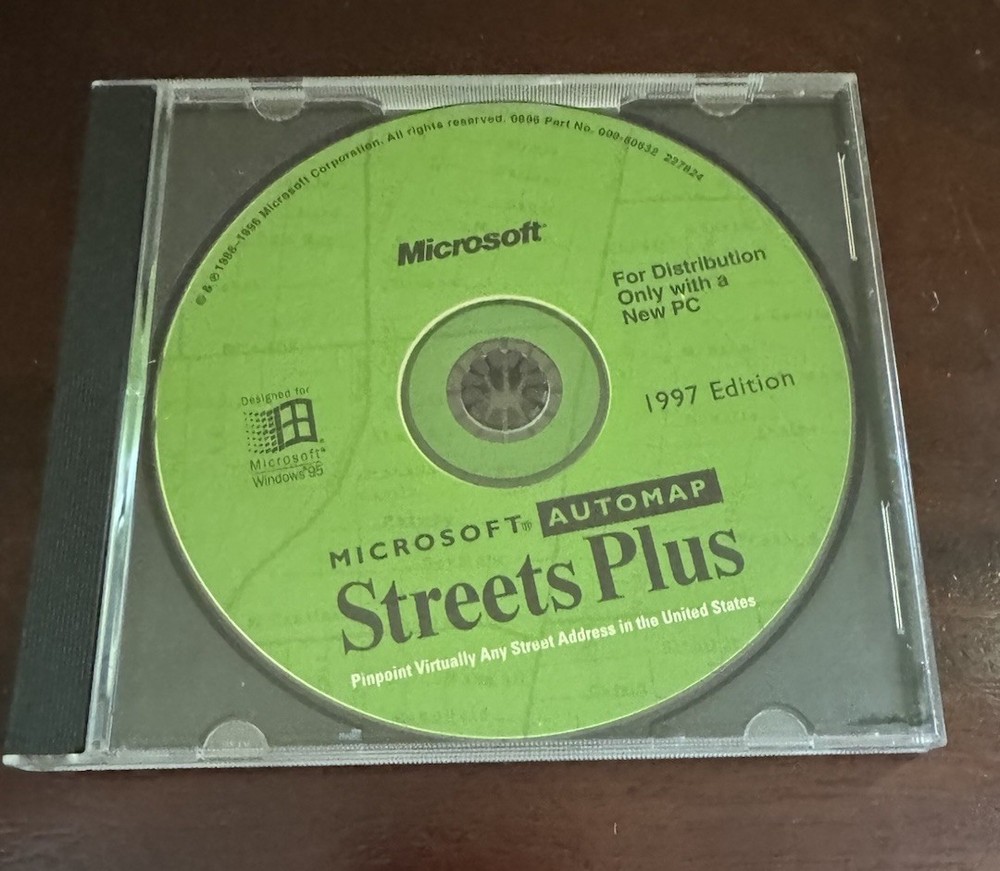 © & ℗ 1986–1996 Microsoft Corporation. All rights reserved. 0896 Part No. 000-60632 227824
Microsoft
For Distribution
Only with a
New PC
1997 Edition
Designed for
Microsoft®
Windows®95
MICROSOFT® AUTOMAP
Streets Plus
Pinpoint Virtually Any Street Address in the United States